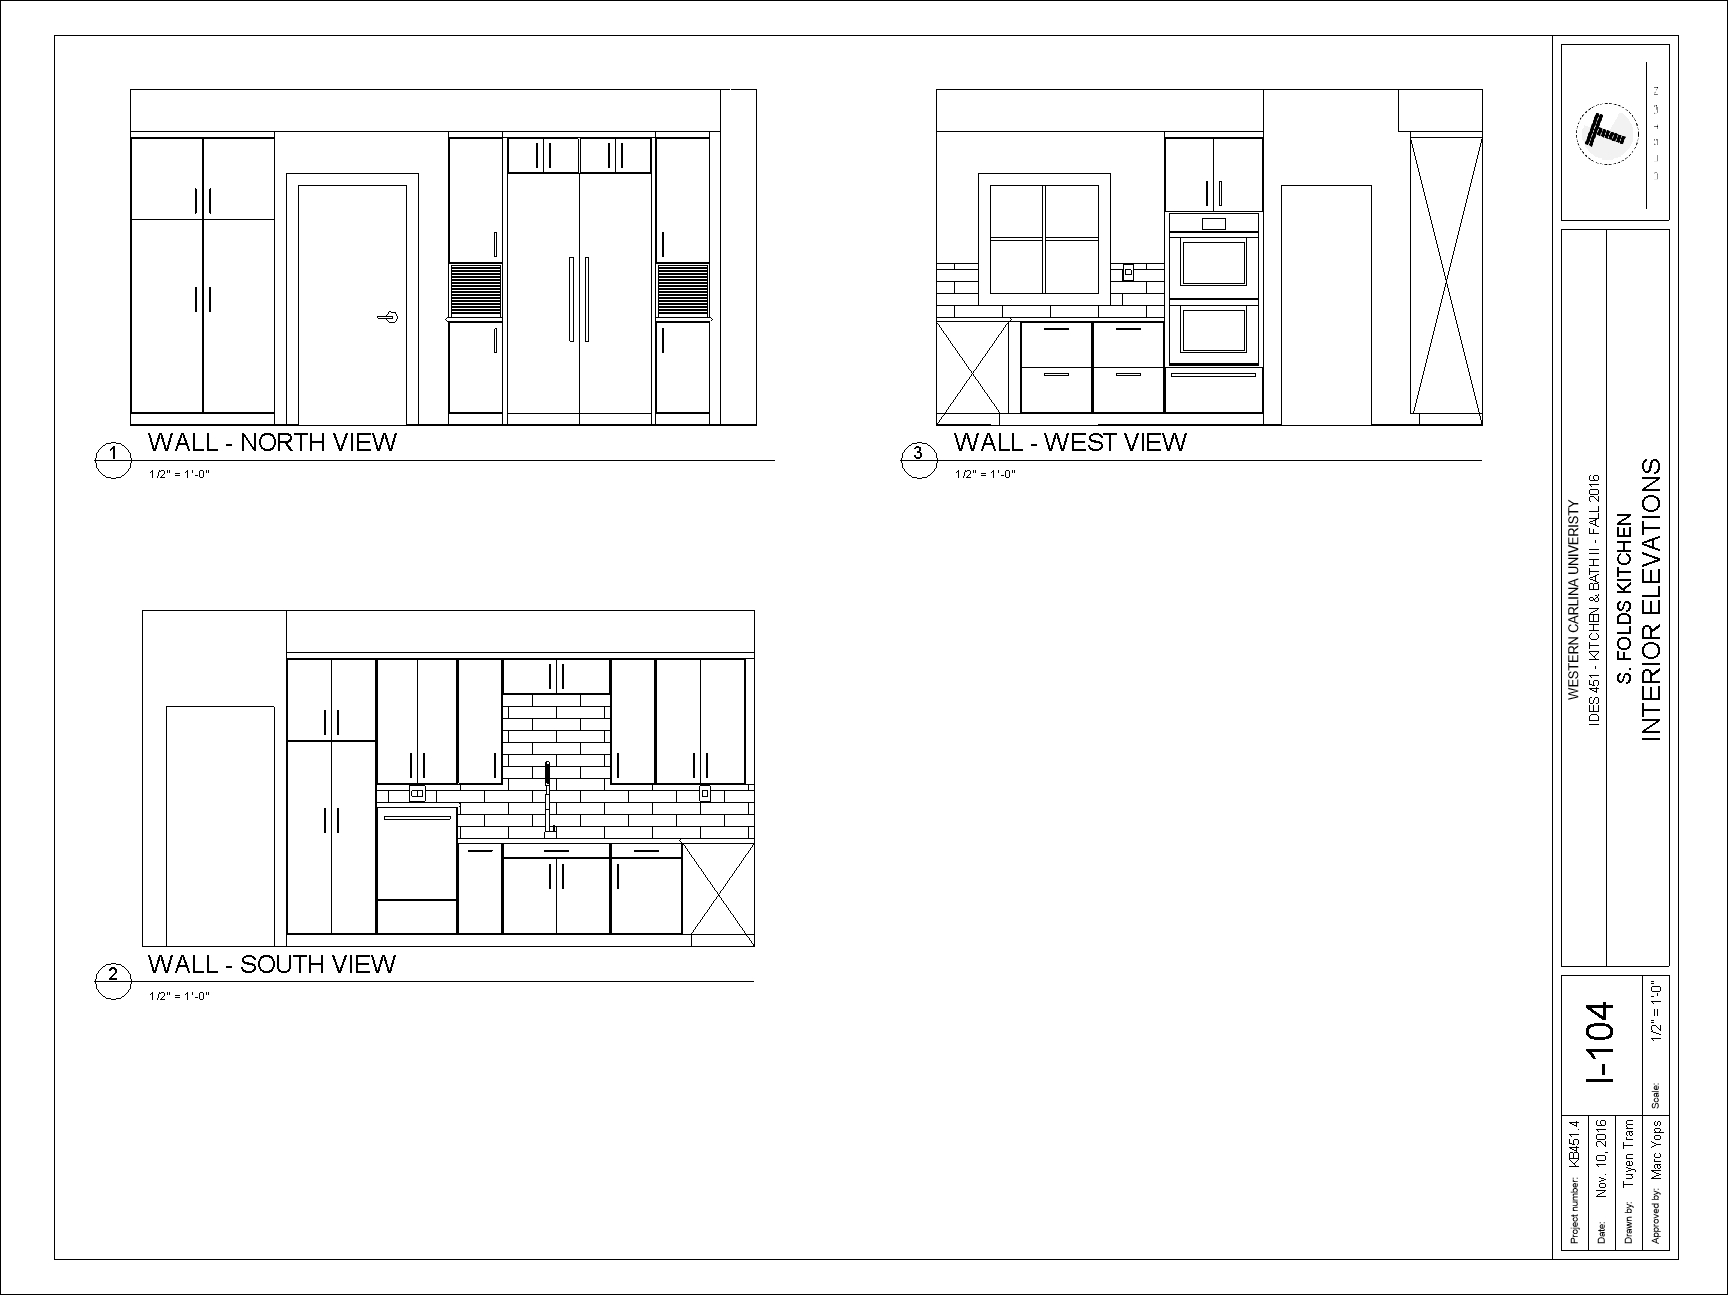 1
WALL - NORTH VIEW
1/2" = 1'-0"
3
WALL - WEST VIEW
1/2" = 1'-0"
2
WALL - SOUTH VIEW
1/2" = 1'-0"
DESIGN
WESTERN CARLINA UNIVERISTY
IDES 451 - KITCHEN & BATH II - FALL 2016
S. FOLDS KITCHEN
INTERIOR ELEVATIONS
I-104
Scale: 1/2" = 1'-0"
Project number: KB451.4
Date: Nov. 10, 2016
Drawn by: Tuyen Tram
Approved by: Marc Yops